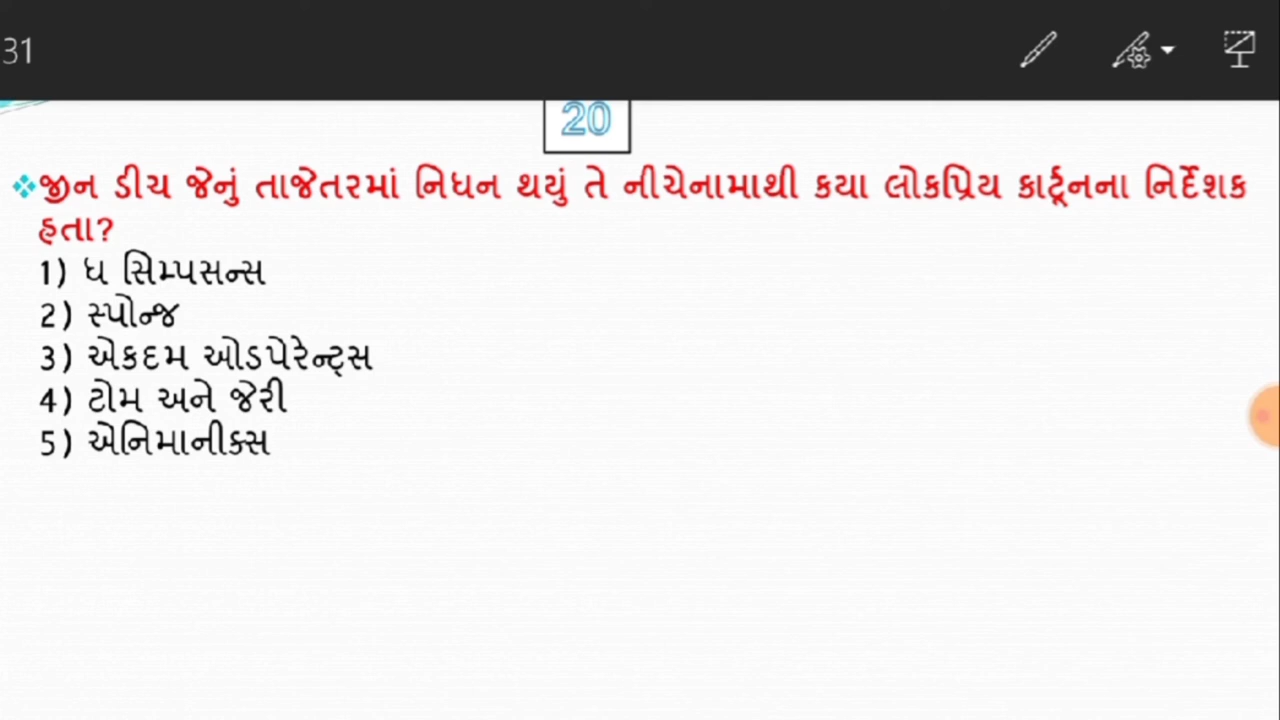 31
20
❖જીન ડીચ જેનું તાજેતરમાં નિધન થયું તે નીચેનામાથી કયા લોકપ્રિય કાર્ટૂનના નિર્દેશક
હતા?
1) ધ સિમ્પસન્સ
2) સ્પોન્જ
3) એકદમ ઓડપેરેન્ટ્સ
4) ટોમ અને જેરી
5) એનિમાનીક્સ